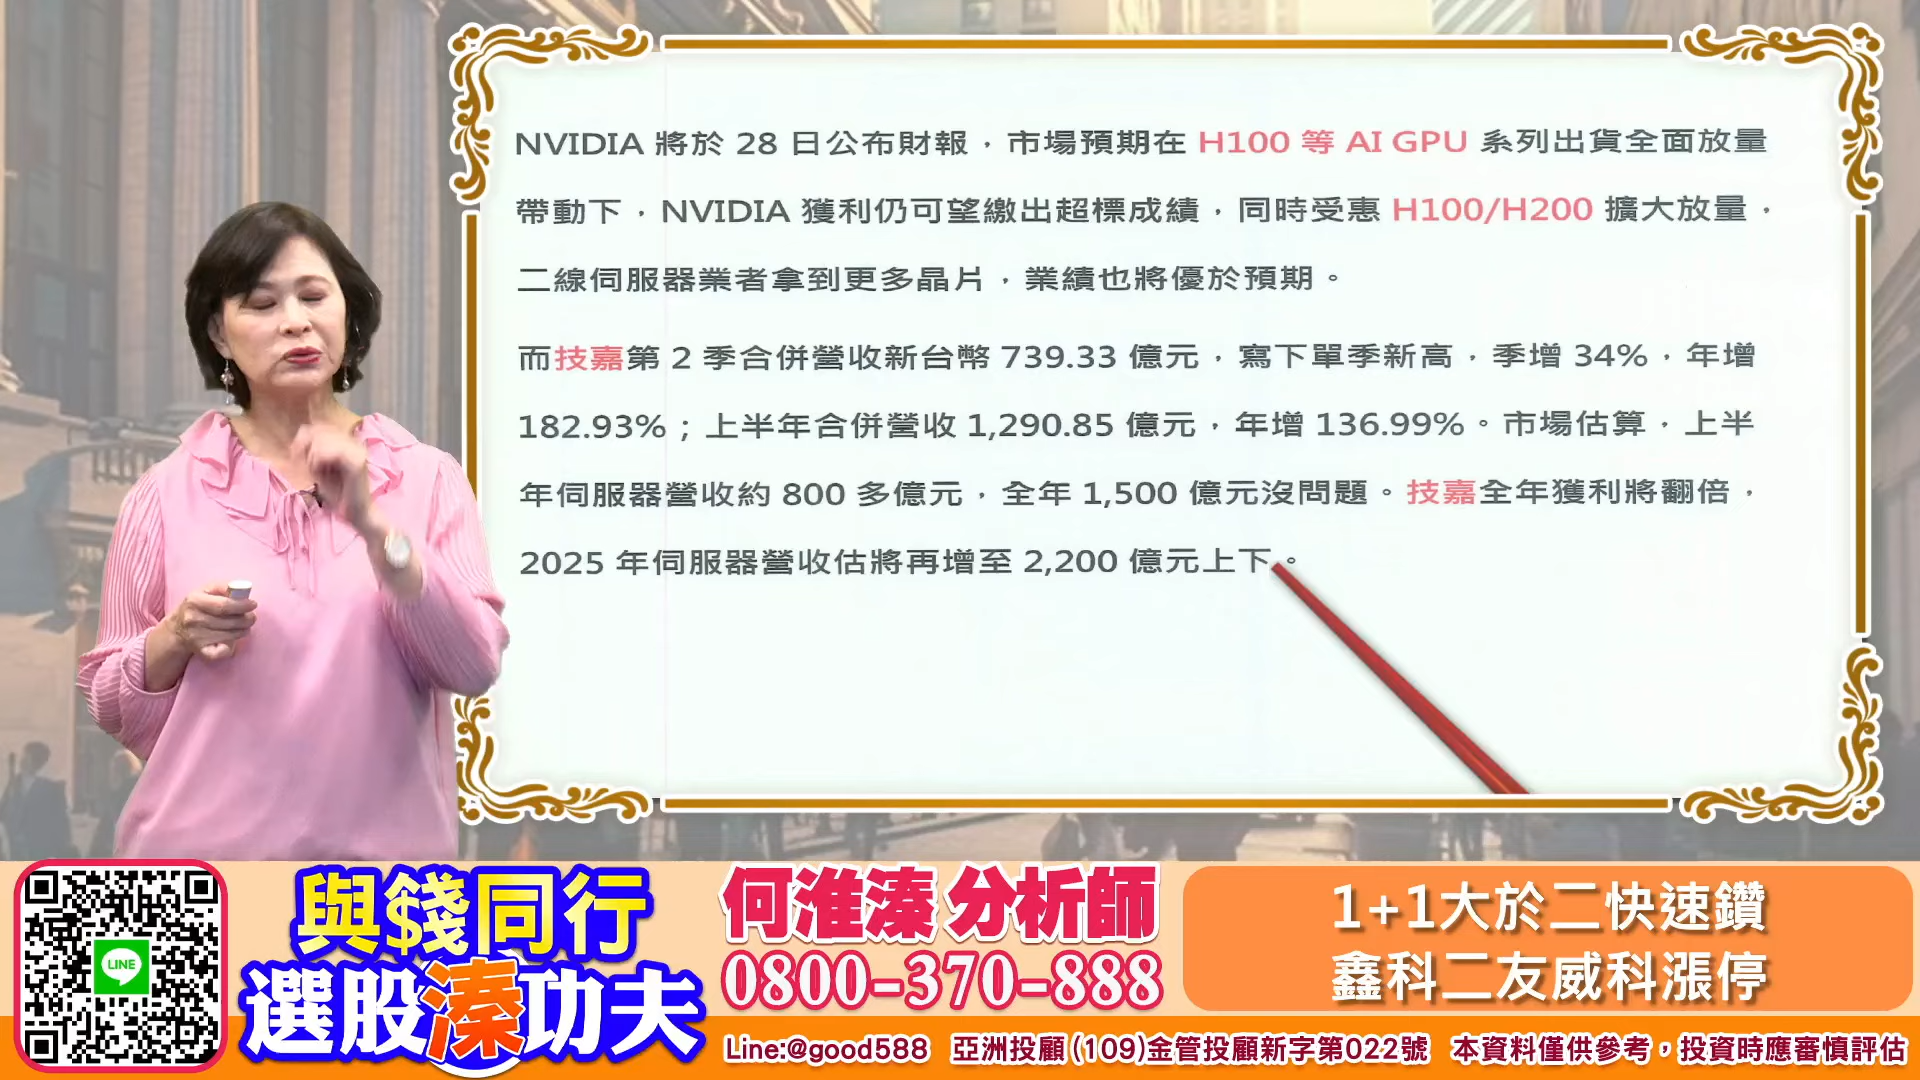 NVIDIA 將於 28 日公布財報，市場預期在 H100 等 AI GPU 系列出貨全面放量
帶動下，NVIDIA 獲利仍可望繳出超標成績，同時受惠 H100/H200 擴大放量，
二線伺服器業者拿到更多晶片，業績也將優於預期。
而技嘉第 2 季合併營收新台幣 739.33 億元，寫下單季新高，季增 34%，年增
182.93%；上半年合併營收 1,290.85 億元，年增 136.99%。市場估算，上半
年伺服器營收約 800 多億元，全年 1,500 億元沒問題。技嘉全年獲利將翻倍，
2025 年伺服器營收估將再增至 2,200 億元上下。
LINE
與錢同行
選股溱功夫
何淮溱 分析師
0800-370-888
1+1大於二快速鑽
鑫科二友威科漲停
Line:@good588 亞洲投顧 (109)金管投顧新字第022號 本資料僅供參考，投資時應審慎評估